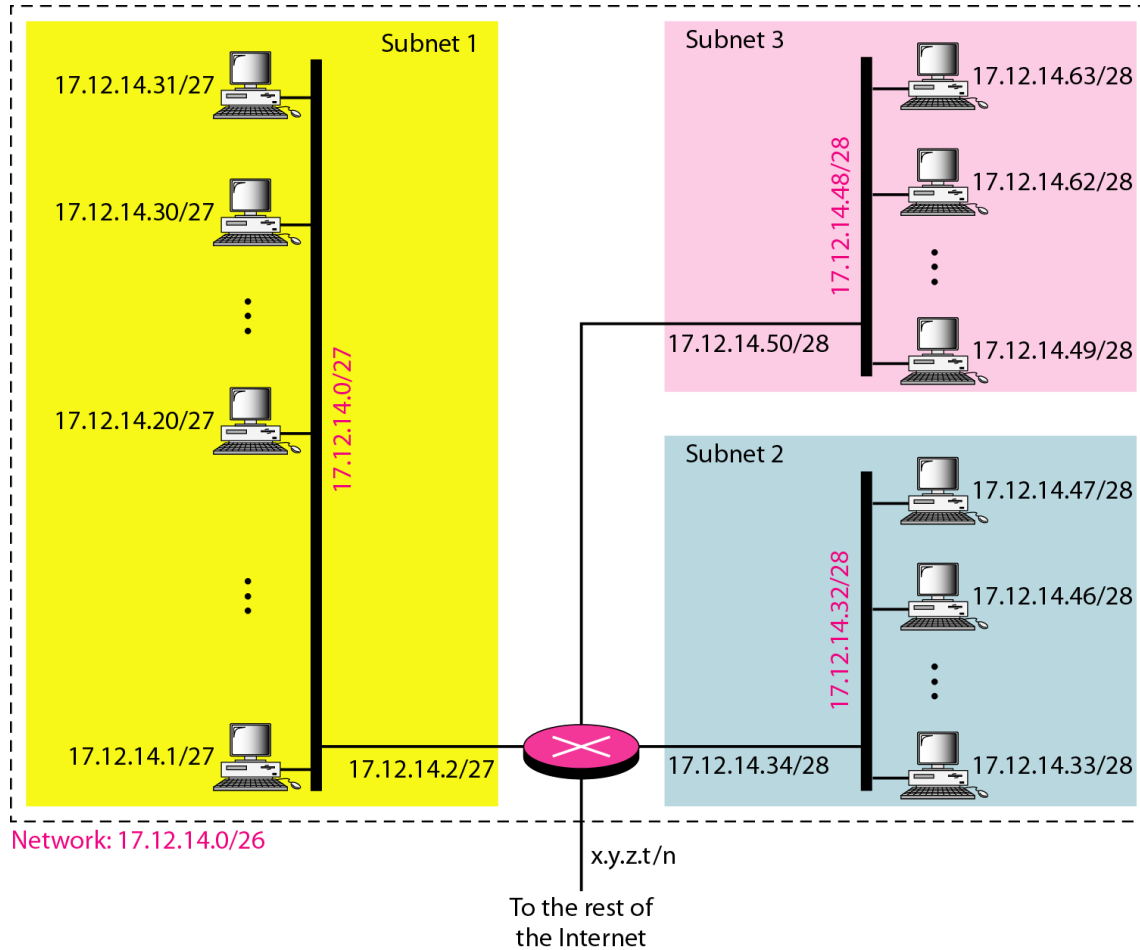 Subnet 1
17.12.14.31/27
17.12.14.30/27
17.12.14.0/27
17.12.14.20/27
17.12.14.1/27
17.12.14.2/27
Subnet 3
17.12.14.63/28
17.12.14.48/28
17.12.14.62/28
17.12.14.50/28
17.12.14.49/28
Subnet 2
17.12.14.47/28
17.12.14.32/28
17.12.14.46/28
17.12.14.34/28
17.12.14.33/28
Network: 17.12.14.0/26
x.y.z.t/n
To the rest of
the Internet